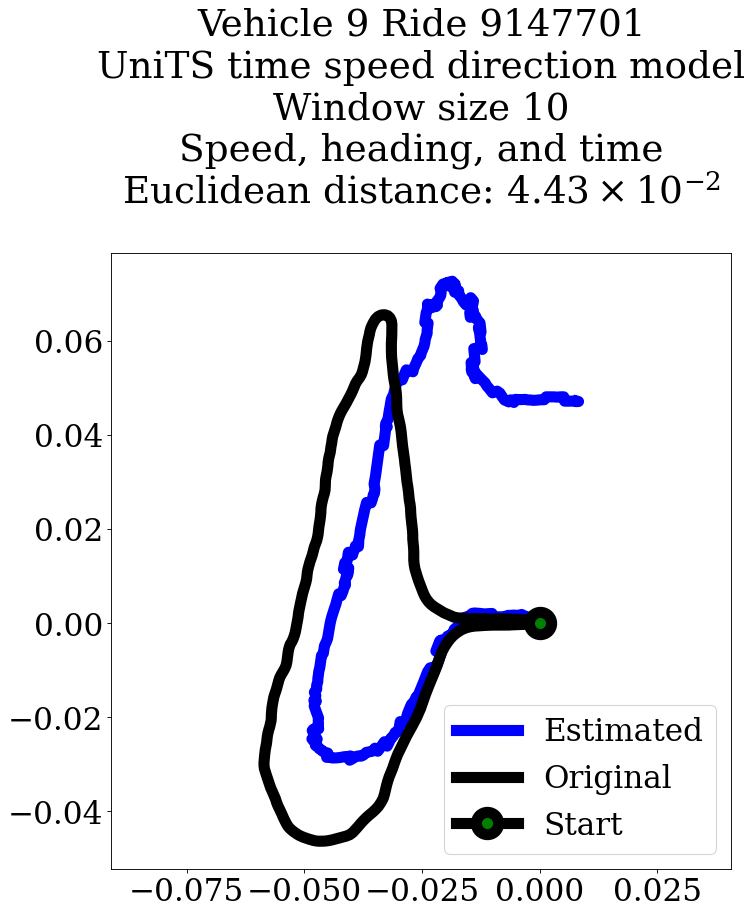 Vehicle 9 Ride 9147701
UniTS time speed direction model
Window size 10
Speed, heading, and time
Euclidean distance: 4.43 × 10⁻²
0.06
0.04
0.02
0.00
−0.02
−0.04
Estimated
Original
Start
−0.075 −0.050 −0.025 0.000 0.025